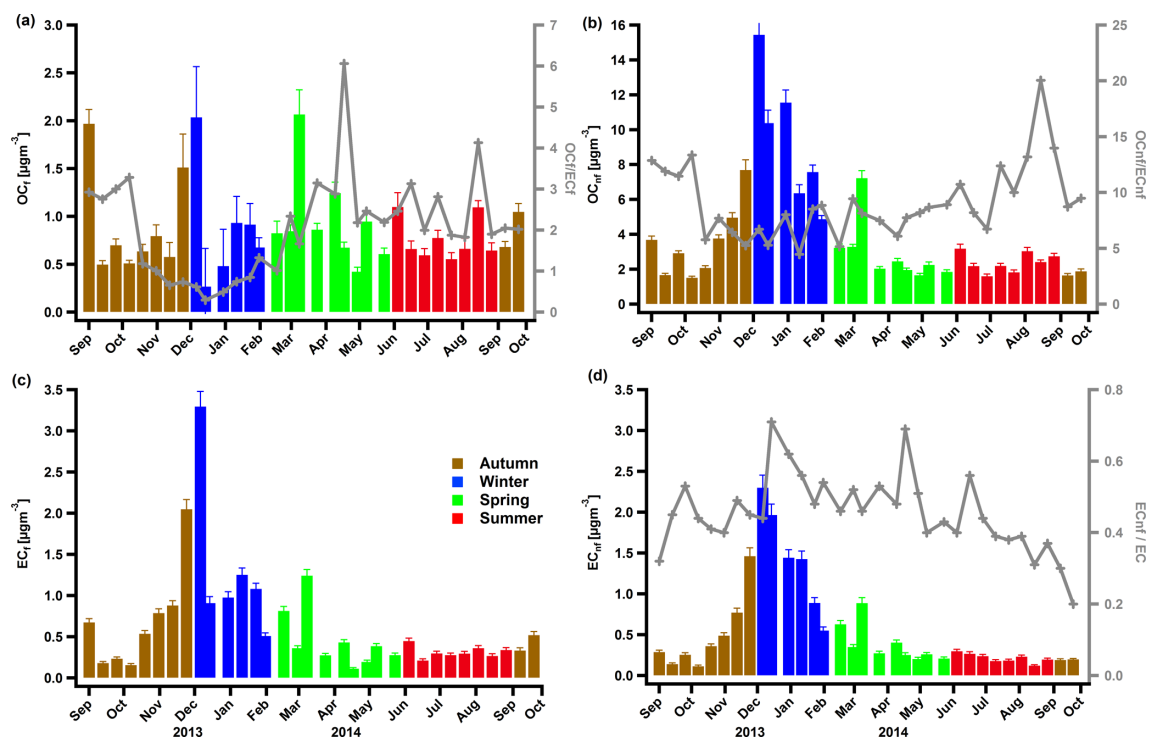 (a)
3.0
2.5
2.0
1.5
1.0
0.5
0.0
OCf [µgm-3]
7
6
5
4
3
2
1
0
OCf/ECf
Sep Oct Nov Dec Jan Feb Mar Apr May Jun Jul Aug Sep Oct
(b)
16
14
12
10
8
6
4
2
0
OCnf [µgm-3]
25
20
15
10
5
0
OCnf/ECnf
Sep Oct Nov Dec Jan Feb Mar Apr May Jun Jul Aug Sep Oct
(c)
3.5
3.0
2.5
2.0
1.5
1.0
0.5
0.0
ECf [µgm-3]
Autumn
Winter
Spring
Summer
Sep Oct Nov Dec Jan Feb Mar Apr May Jun Jul Aug Sep Oct
2013 2014
(d)
3.5
3.0
2.5
2.0
1.5
1.0
0.5
0.0
ECnf [µgm-3]
0.8
0.6
0.4
0.2
0.0
ECnf / EC
Sep Oct Nov Dec Jan Feb Mar Apr May Jun Jul Aug Sep Oct
2013 2014